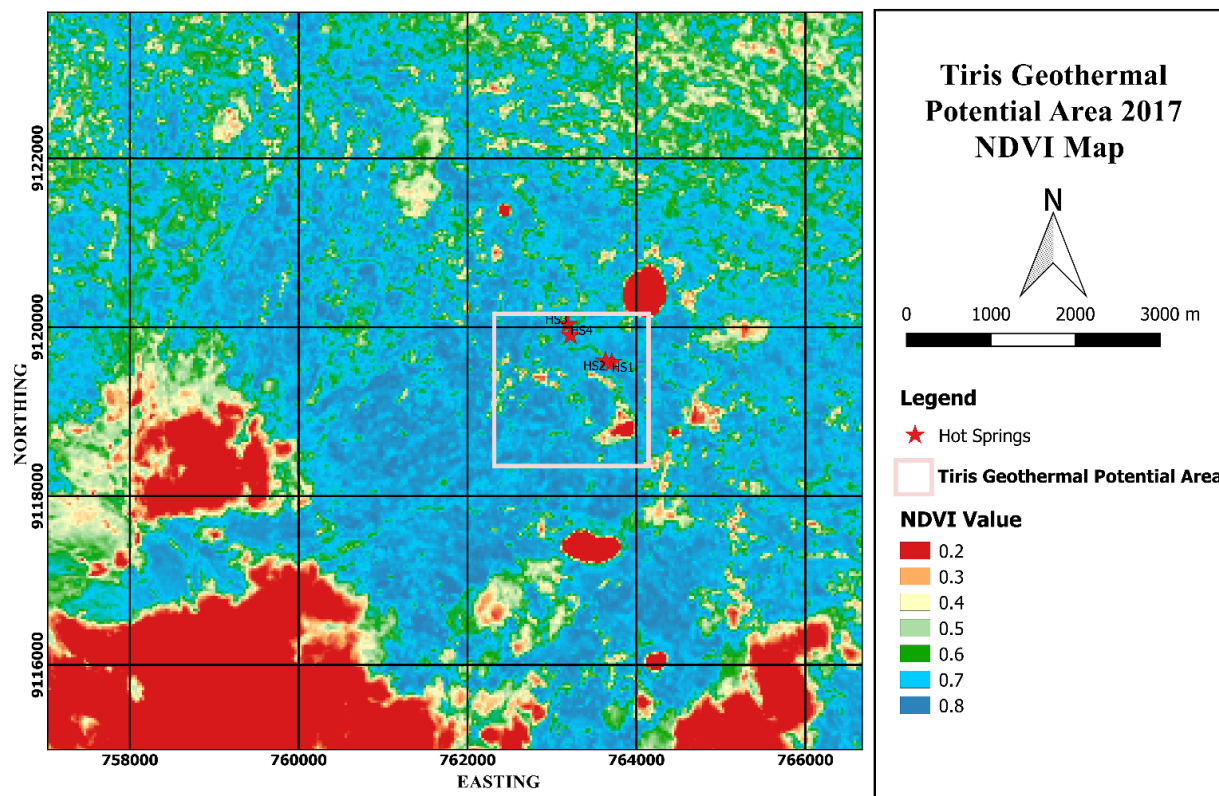 9122000
9120000
9118000
9116000
NORTHING
HS3
HS4
HS2
HS1
758000
760000
762000
764000
766000
EASTING
Tiris Geothermal
Potential Area 2017
NDVI Map
N
0 1000 2000 3000 m
Legend
Hot Springs
Tiris Geothermal Potential Area
NDVI Value
0.2
0.3
0.4
0.5
0.6
0.7
0.8